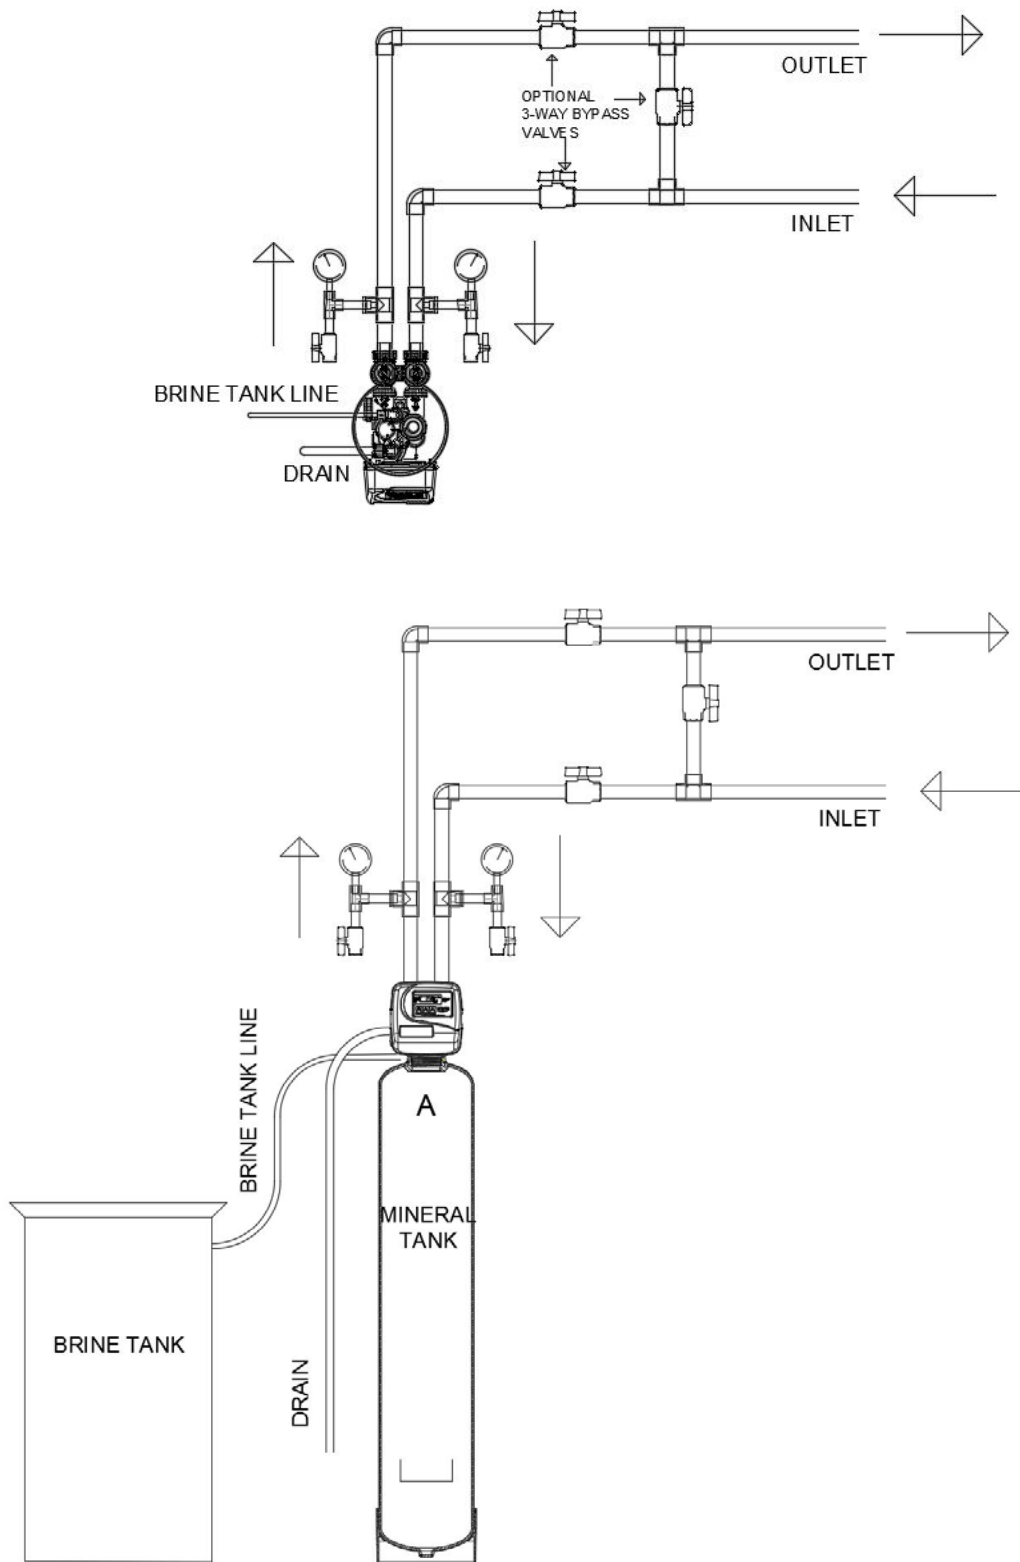 OUTLET
OPTIONAL
3-WAY BYPASS
VALVES
INLET
BRINE TANK LINE
DRAIN
OUTLET
INLET
BRINE TANK LINE
A
MINERAL
TANK
BRINE TANK
DRAIN